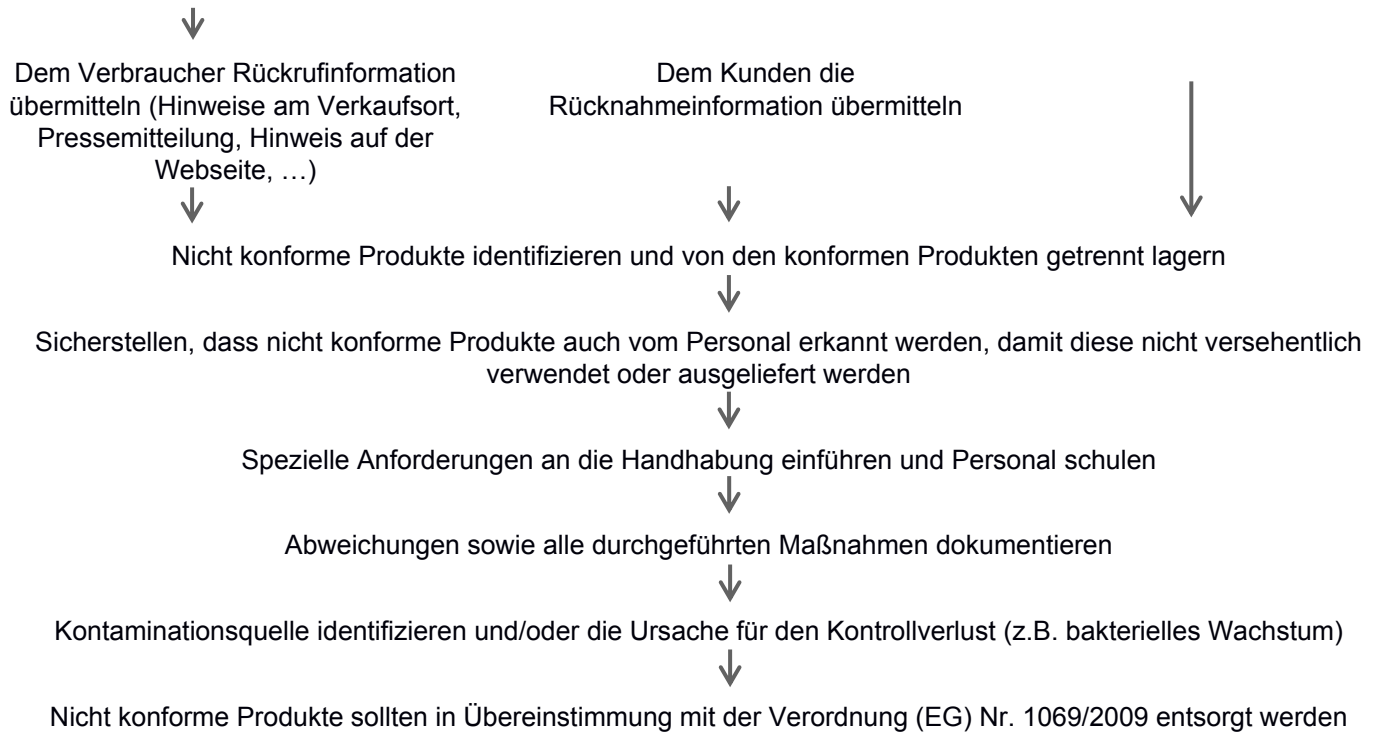 Dem Verbraucher Rückrufinformation
übermitteln (Hinweise am Verkaufsort,
Pressemitteilung, Hinweis auf der
Webseite, …)
Dem Kunden die
Rücknahmeinformation übermitteln
Nicht konforme Produkte identifizieren und von den konformen Produkten getrennt lagern
Sicherstellen, dass nicht konforme Produkte auch vom Personal erkannt werden, damit diese nicht versehentlich
verwendet oder ausgeliefert werden
Spezielle Anforderungen an die Handhabung einführen und Personal schulen
Abweichungen sowie alle durchgeführten Maßnahmen dokumentieren
Kontaminationsquelle identifizieren und/oder die Ursache für den Kontrollverlust (z.B. bakterielles Wachstum)
Nicht konforme Produkte sollten in Übereinstimmung mit der Verordnung (EG) Nr. 1069/2009 entsorgt werden